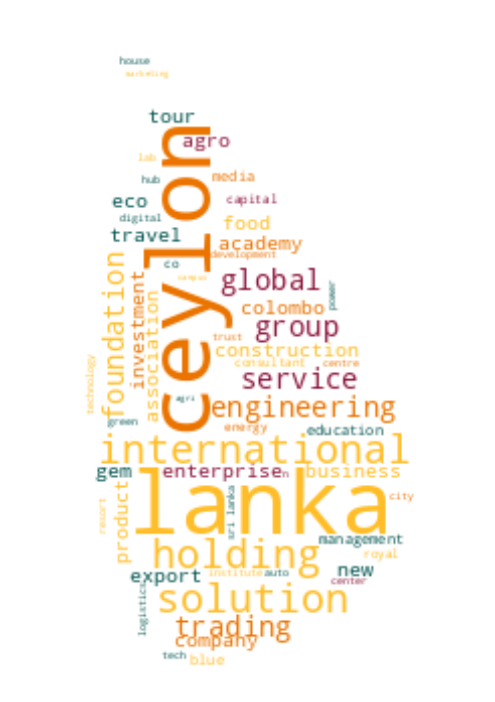 house
marketing
tour
ceylon
agro
lab
hub
media
eco
capital
digital
food
travel
academy
development
co
campus
global
foundation
investment
association
power
colombo
group
trust
construction
consultant
centre
technology
service
agri
engineering
green
energy
education
international
gem
enterprise
n
business
lanka
product
resort
sri lanka
city
management
holding
royal
export
institute
auto
new
center
logistics
solution
trading
company
tech
blue